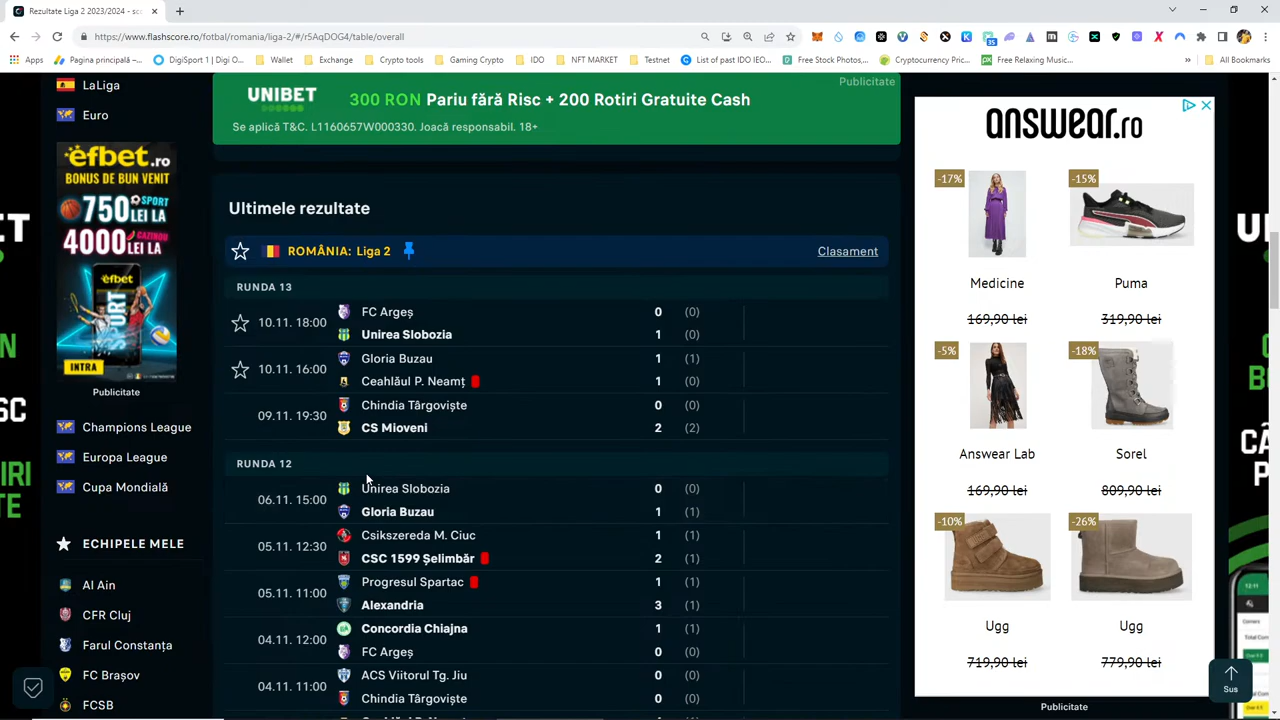 Rezultate Liga 2 2023/2024 - sco
https://www.flashscore.ro/fotbal/romania/liga-2/#/r5AqDOG4/table/overall
Apps
Pagina principală –...
DigiSport 1 | Digi O...
Wallet
Exchange
Crypto tools
Gaming Crypto
IDO
NFT MARKET
Testnet
List of past IDO IEO...
Free Stock Photos,...
Cryptocurrency Pric...
Free Relaxing Music...
»
All Bookmarks
LaLiga
Euro
efbet.ro
BONUS DE BUN VENIT
750 LEI LA SPORT
4000 LEI LA CAZINOU
efbet
SPORT
INTRA
Publicitate
Champions League
Europa League
Cupa Mondială
ECHIPELE MELE
Al Ain
CFR Cluj
Farul Constanța
FC Brașov
FCSB
Publicitate
UNIBET
300 RON Pariu fără Risc + 200 Rotiri Gratuite Cash
Se aplică T&C. L1160657W000330. Joacă responsabil. 18+
Ultimele rezultate
ROMÂNIA: Liga 2
Clasament
RUNDA 13
10.11. 18:00
FC Argeș 0 (0)
Unirea Slobozia 1 (0)
10.11. 16:00
Gloria Buzau 1 (1)
Ceahlăul P. Neamț 1 (0)
09.11. 19:30
Chindia Târgoviște 0 (0)
CS Mioveni 2 (2)
RUNDA 12
06.11. 15:00
Unirea Slobozia 0 (0)
Gloria Buzau 1 (1)
05.11. 12:30
Csikszereda M. Ciuc 1 (1)
CSC 1599 Șelimbăr 2 (1)
05.11. 11:00
Progresul Spartac 1 (1)
Alexandria 3 (1)
04.11. 12:00
Concordia Chiajna 1 (1)
FC Argeș 0 (0)
04.11. 11:00
ACS Viitorul Tg. Jiu 0 (0)
Chindia Târgoviște 0 (0)
answear.ro
-17%
-15%
Medicine
Puma
169,90 lei
319,90 lei
-5%
-18%
Answear Lab
Sorel
169,90 lei
809,90 lei
-10%
-26%
Ugg
Ugg
719,90 lei
779,90 lei
Publicitate
Sus